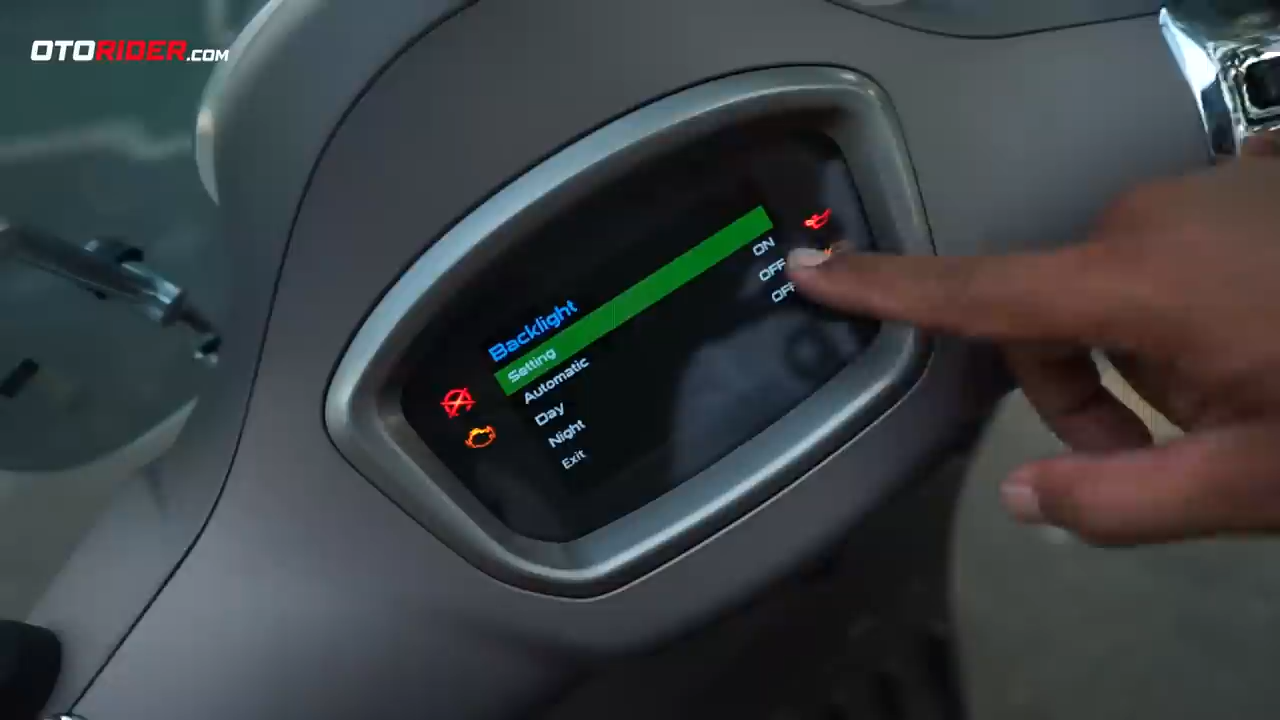 OTORIDER.COM
Backlight
Setting
Automatic ON
Day OFF
Night OFF
Exit